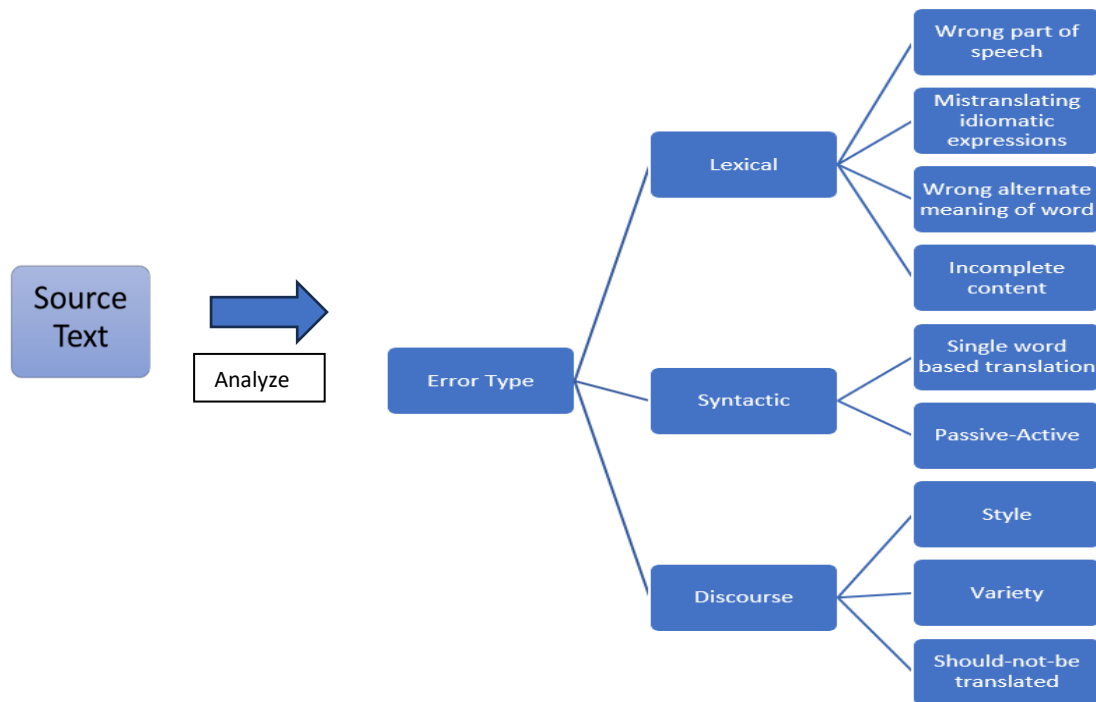 Source
Text
Analyze
Error Type
Lexical
Wrong part of
speech
Mistranslating
idiomatic
expressions
Wrong alternate
meaning of word
Incomplete
content
Syntactic
Single word
based translation
Passive-Active
Discourse
Style
Variety
Should-not-be
translated